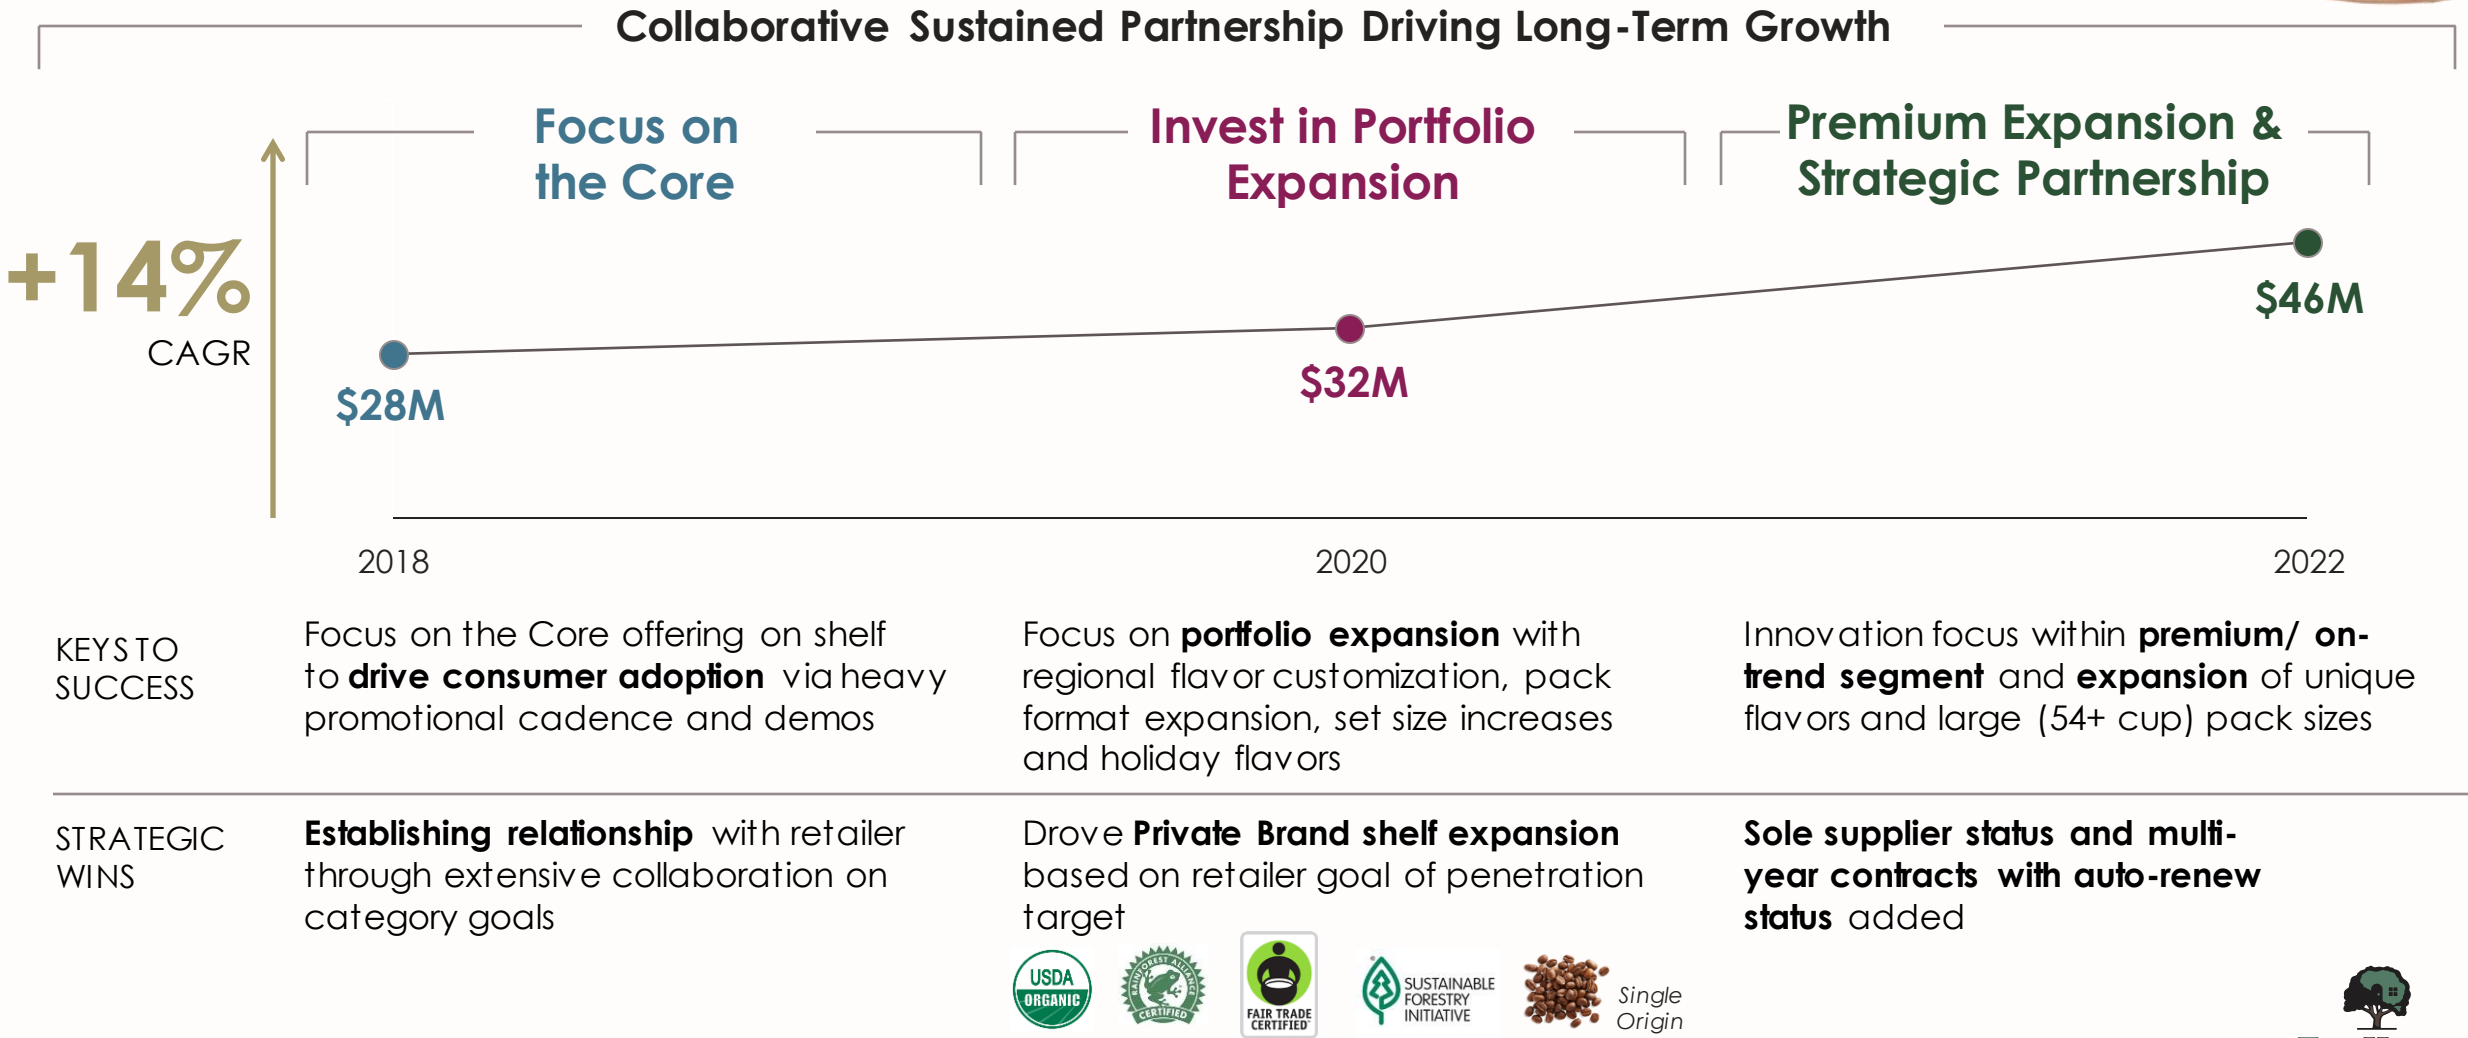 Collaborative Sustained Partnership Driving Long-Term Growth
Focus on
the Core
Invest in Portfolio
Expansion
Premium Expansion &
Strategic Partnership
+14%
CAGR
$28M
$32M
$46M
2018
2020
2022
KEYS TO
SUCCESS
Focus on the Core offering on shelf
to drive consumer adoption via heavy
promotional cadence and demos
Focus on portfolio expansion with
regional flavor customization, pack
format expansion, set size increases
and holiday flavors
Innovation focus within premium/ on-
trend segment and expansion of unique
flavors and large (54+ cup) pack sizes
STRATEGIC
WINS
Establishing relationship with retailer
through extensive collaboration on
category goals
Drove Private Brand shelf expansion
based on retailer goal of penetration
target
Sole supplier status and multi-
year contracts with auto-renew
status added
USDA
ORGANIC
RAINFOREST ALLIANCE
CERTIFIED
FAIR TRADE
CERTIFIED
SUSTAINABLE
FORESTRY
INITIATIVE
Single
Origin